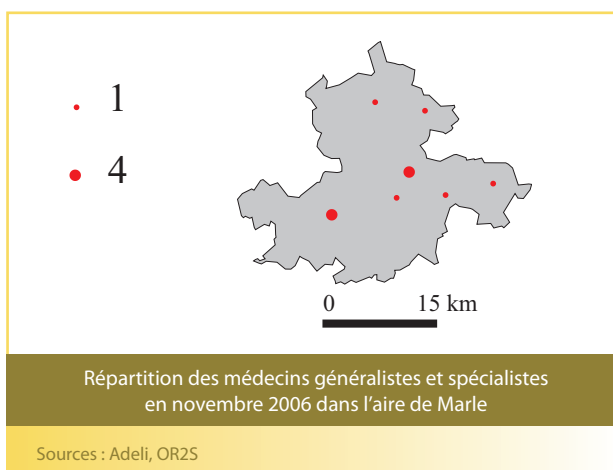 1
4
0 15 km
Répartition des médecins généralistes et spécialistes
en novembre 2006 dans l'aire de Marle
Sources : Adeli, OR2S